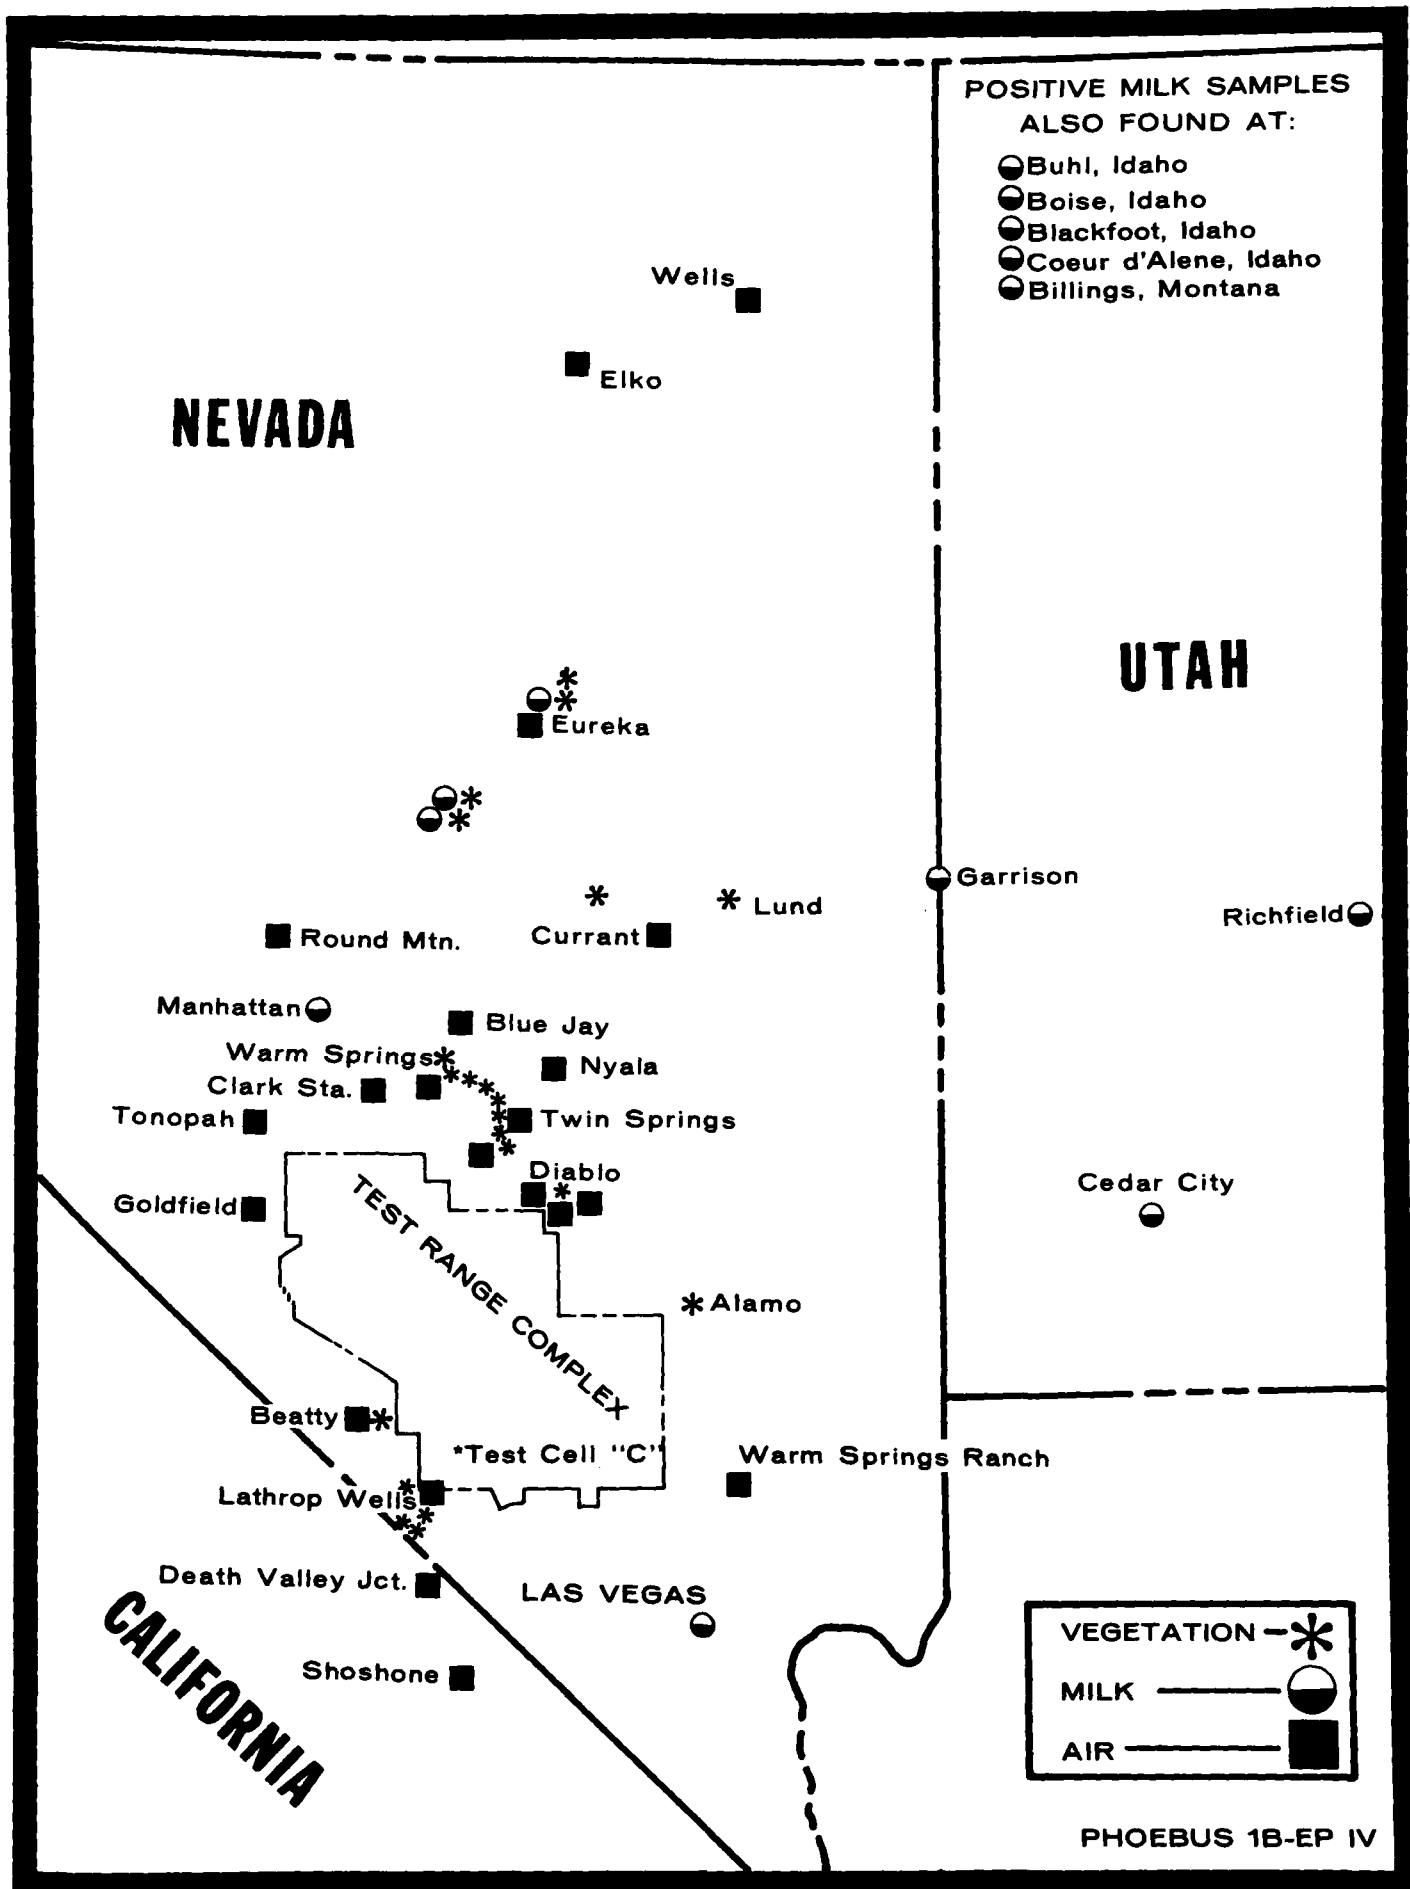 POSITIVE MILK SAMPLES
ALSO FOUND AT:
Buhl, Idaho
Boise, Idaho
Blackfoot, Idaho
Coeur d'Alene, Idaho
Billings, Montana
Wells
Elko
NEVADA
UTAH
Eureka
Garrison
Lund
Richfield
Round Mtn.
Currant
Manhattan
Blue Jay
Warm Springs
Nyala
Clark Sta.
Tonopah
Twin Springs
Diablo
Cedar City
Goldfield
TEST RANGE COMPLEX
Alamo
Beatty
*Test Cell "C"
Warm Springs Ranch
Lathrop Wells
Death Valley Jct.
LAS VEGAS
CALIFORNIA
Shoshone
VEGETATION
MILK
AIR
PHOEBUS 1B-EP IV